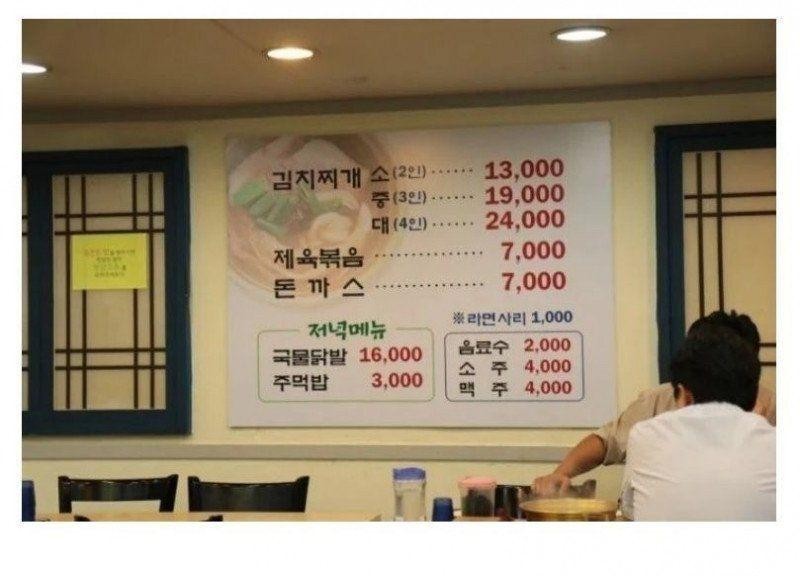 김치찌개 소(2인)······ 13,000
중(3인)······ 19,000
대(4인)······ 24,000
제육볶음 ·············· 7,000
돈까스 ·············· 7,000
※라면사리 1,000
저녁메뉴
국물닭발 16,000
주먹밥 3,000
음료수 2,000
소주 4,000
맥주 4,000